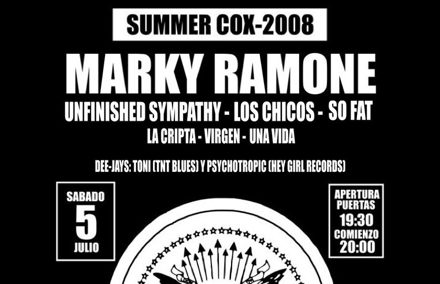 SUMMER COX-2008
MARKY RAMONE
UNFINISHED SYMPATHY - LOS CHICOS - SO FAT
LA CRIPTA - VIRGEN - UNA VIDA
DEE-JAYS: TONI (TNT BLUES) Y PSYCHOTROPIC (HEY GIRL RECORDS)
SABADO
5
JULIO
APERTURA
PUERTAS
19:30
COMIENZO
20:00